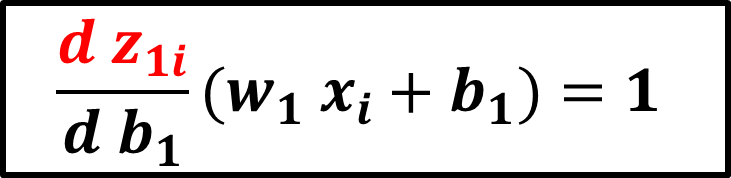 d z₁ᵢ / d b₁ (w₁ xᵢ + b₁) = 1